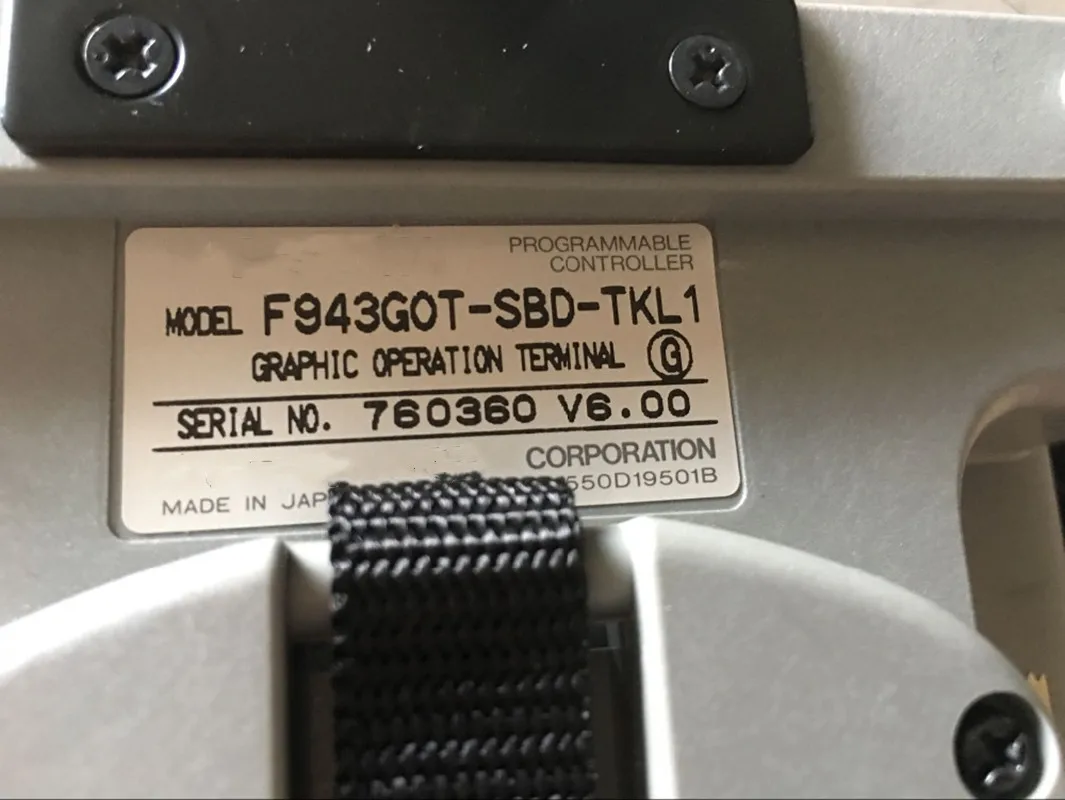 PROGRAMMABLE
CONTROLLER
MODEL F943GOT-SBD-TKL1
GRAPHIC OPERATION TERMINAL Ⓖ
SERIAL NO. 760360 V6.00
CORPORATION
MADE IN JAP
550D19501B